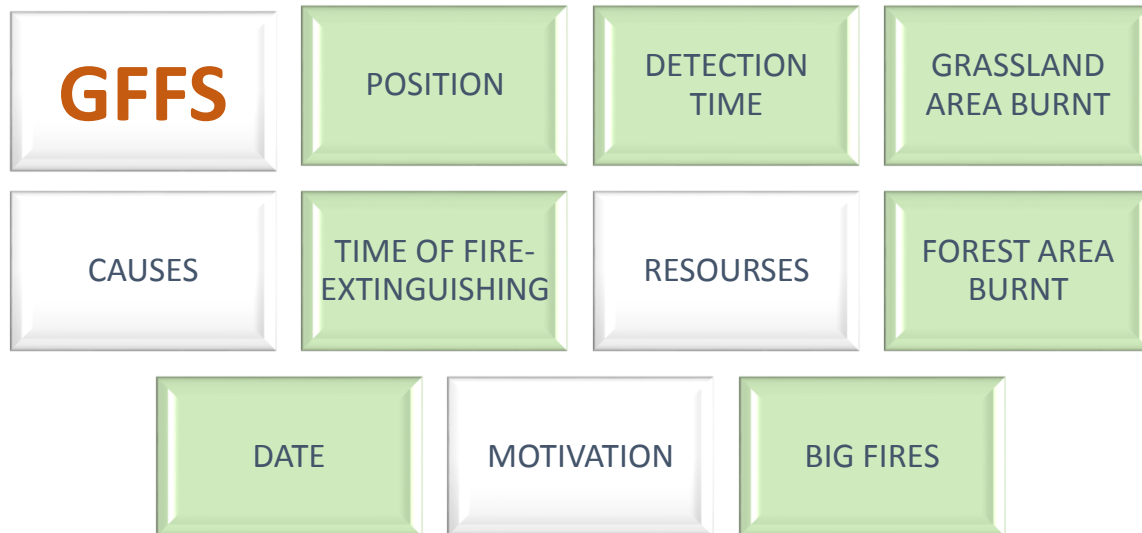 GFFS
POSITION
DETECTION
TIME
GRASSLAND
AREA BURNT
CAUSES
TIME OF FIRE-
EXTINGUISHING
RESOURSES
FOREST AREA
BURNT
DATE
MOTIVATION
BIG FIRES